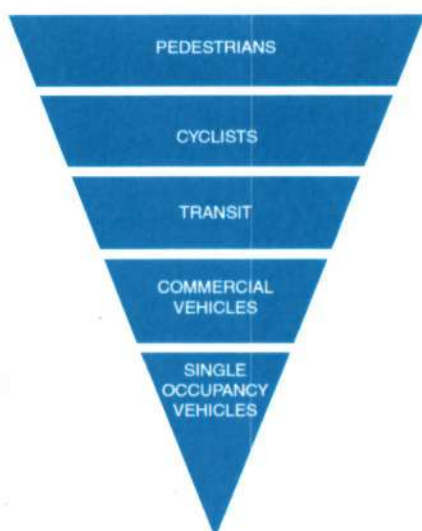 PEDESTRIANS
CYCLISTS
TRANSIT
COMMERCIAL
VEHICLES
SINGLE
OCCUPANCY
VEHICLES